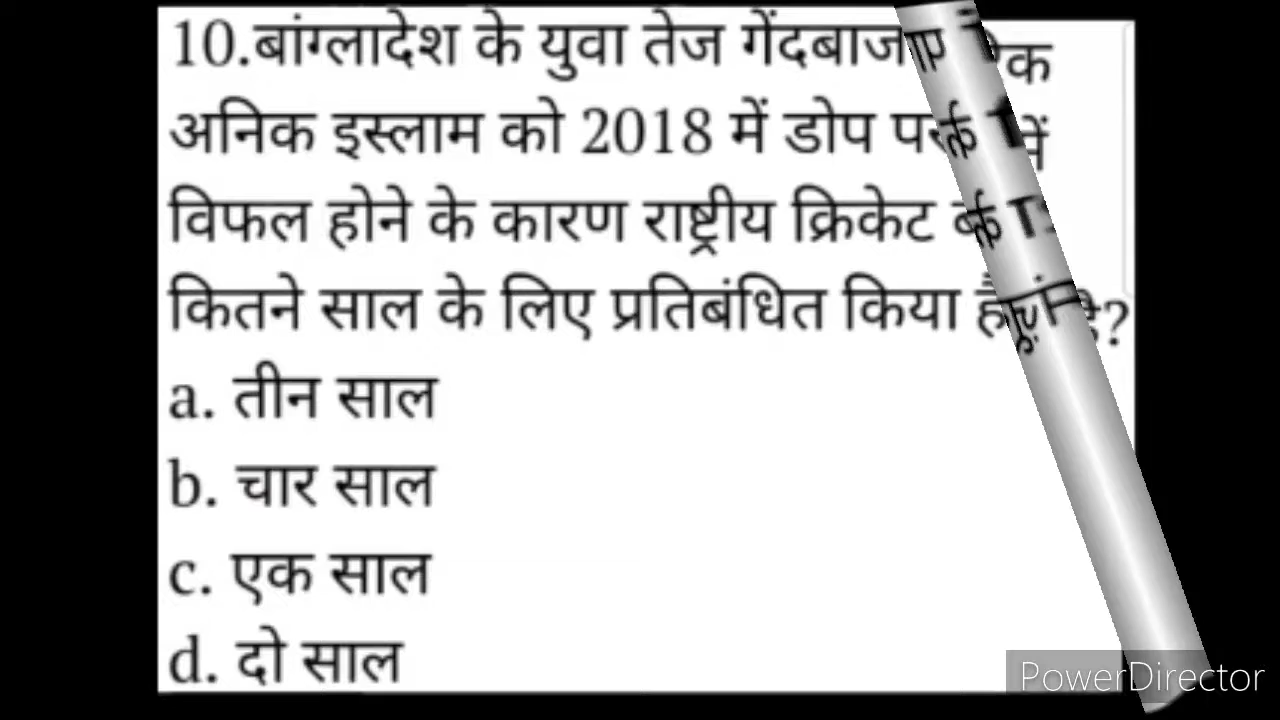 10.बांग्लादेश के युवा तेज गेंदबाज
अनिक इस्लाम को 2018 में डोप में
विफल होने के कारण राष्ट्रीय क्रिकेट
कितने साल के लिए प्रतिबंधित किया है?
a. तीन साल
b. चार साल
c. एक साल
d. दो साल
PowerDirector